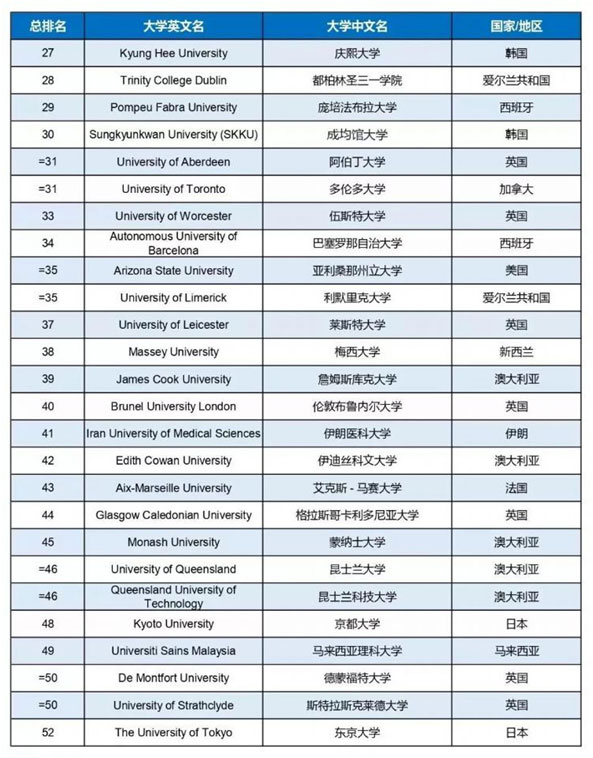 总排名 大学英文名 大学中文名 国家/地区
27 Kyung Hee University 庆熙大学 韩国
28 Trinity College Dublin 都柏林圣三一学院 爱尔兰共和国
29 Pompeu Fabra University 庞培法布拉大学 西班牙
30 Sungkyunkwan University (SKKU) 成均馆大学 韩国
=31 University of Aberdeen 阿伯丁大学 英国
=31 University of Toronto 多伦多大学 加拿大
33 University of Worcester 伍斯特大学 英国
34 Autonomous University of Barcelona 巴塞罗那自治大学 西班牙
=35 Arizona State University 亚利桑那州立大学 美国
=35 University of Limerick 利默里克大学 爱尔兰共和国
37 University of Leicester 莱斯特大学 英国
38 Massey University 梅西大学 新西兰
39 James Cook University 詹姆斯库克大学 澳大利亚
40 Brunel University London 伦敦布鲁内尔大学 英国
41 Iran University of Medical Sciences 伊朗医科大学 伊朗
42 Edith Cowan University 伊迪丝科文大学 澳大利亚
43 Aix-Marseille University 艾克斯 - 马赛大学 法国
44 Glasgow Caledonian University 格拉斯哥卡利多尼亚大学 英国
45 Monash University 蒙纳士大学 澳大利亚
=46 University of Queensland 昆士兰大学 澳大利亚
=46 Queensland University of Technology 昆士兰科技大学 澳大利亚
48 Kyoto University 京都大学 日本
49 Universiti Sains Malaysia 马来西亚理科大学 马来西亚
=50 De Montfort University 德蒙福特大学 英国
=50 University of Strathclyde 斯特拉斯克莱德大学 英国
52 The University of Tokyo 东京大学 日本